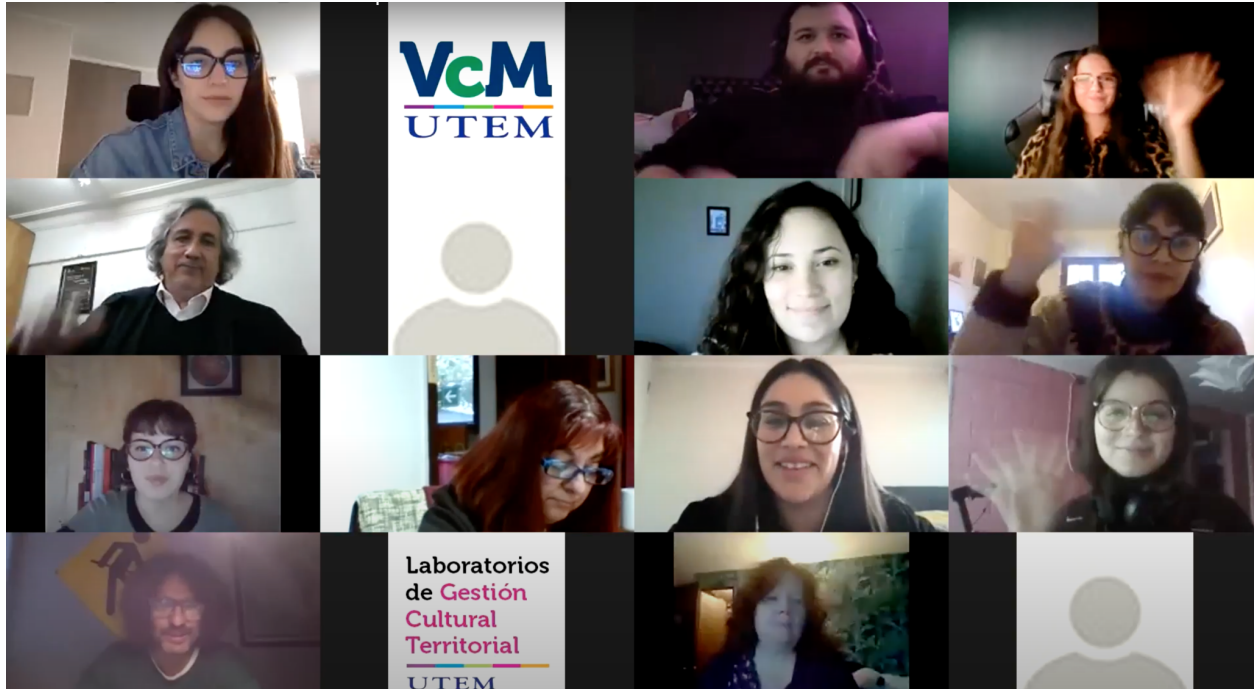 VcM
UTEM
Laboratorios
de Gestión
Cultural
Territorial
UTEM